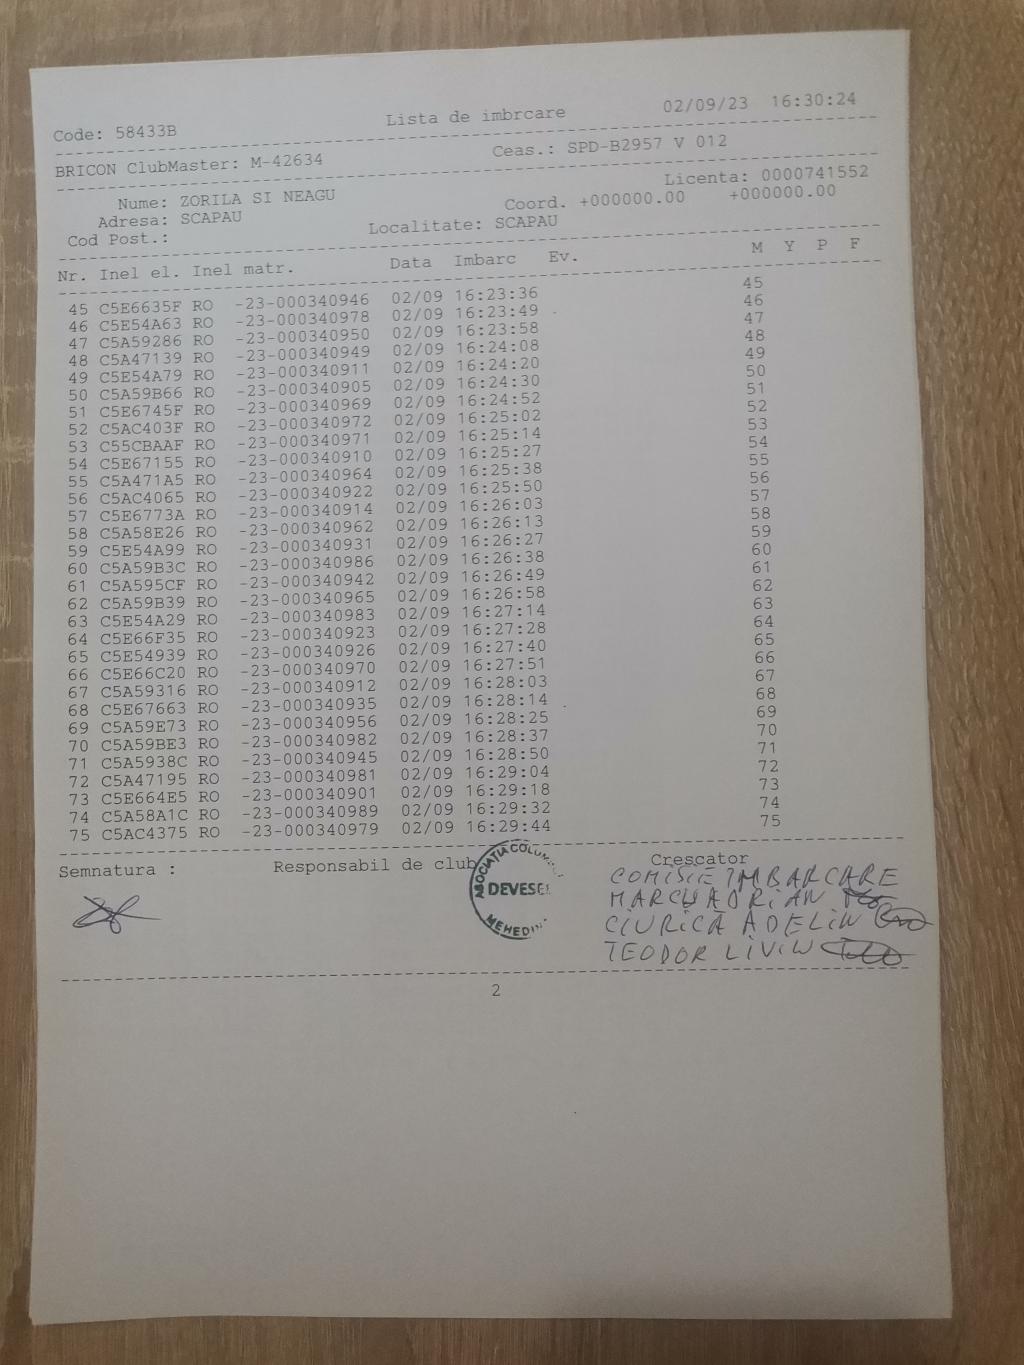 Code: 58433B Lista de imbrcare 02/09/23 16:30:24
BRICON ClubMaster: M-42634 Ceas.: SPD-B2957 V 012
Nume: ZORILA SI NEAGU Licenta: 0000741552
Adresa: SCAPAU Coord. +000000.00 +000000.00
Cod Post.: Localitate: SCAPAU
Nr. Inel el. Inel matr. Data Imbarc Ev. M Y P F
45 C5E6635F RO -23-000340946 02/09 16:23:36 45
46 C5E54A63 RO -23-000340978 02/09 16:23:49 46
47 C5A59286 RO -23-000340950 02/09 16:23:58 47
48 C5A47139 RO -23-000340949 02/09 16:24:08 48
49 C5E54A79 RO -23-000340911 02/09 16:24:20 49
50 C5A59B66 RO -23-000340905 02/09 16:24:30 50
51 C5E6745F RO -23-000340969 02/09 16:24:52 51
52 C5AC403F RO -23-000340972 02/09 16:25:02 52
53 C55CBAAF RO -23-000340971 02/09 16:25:14 53
54 C5E67155 RO -23-000340910 02/09 16:25:27 54
55 C5A471A5 RO -23-000340964 02/09 16:25:38 55
56 C5AC4065 RO -23-000340922 02/09 16:25:50 56
57 C5E6773A RO -23-000340914 02/09 16:26:03 57
58 C5A58E26 RO -23-000340962 02/09 16:26:13 58
59 C5E54A99 RO -23-000340931 02/09 16:26:27 59
60 C5A59B3C RO -23-000340986 02/09 16:26:38 60
61 C5A595CF RO -23-000340942 02/09 16:26:49 61
62 C5A59B39 RO -23-000340965 02/09 16:26:58 62
63 C5E54A29 RO -23-000340983 02/09 16:27:14 63
64 C5E66F35 RO -23-000340923 02/09 16:27:28 64
65 C5E54939 RO -23-000340926 02/09 16:27:40 65
66 C5E66C20 RO -23-000340970 02/09 16:27:51 66
67 C5A59316 RO -23-000340912 02/09 16:28:03 67
68 C5E67663 RO -23-000340935 02/09 16:28:14 68
69 C5A59E73 RO -23-000340956 02/09 16:28:25 69
70 C5A59BE3 RO -23-000340982 02/09 16:28:37 70
71 C5A5938C RO -23-000340945 02/09 16:28:50 71
72 C5A47195 RO -23-000340981 02/09 16:29:04 72
73 C5E664E5 RO -23-000340901 02/09 16:29:18 73
74 C5A58A1C RO -23-000340989 02/09 16:29:32 74
75 C5AC4375 RO -23-000340979 02/09 16:29:44 75
Semnatura : Responsabil de club Crescator
ASOCIAȚIA
DEVESEL
COMISIE IMBARCARE
MARCU ADRIAN
CIURICĂ ADELIN
TEODOR LIVIU
2